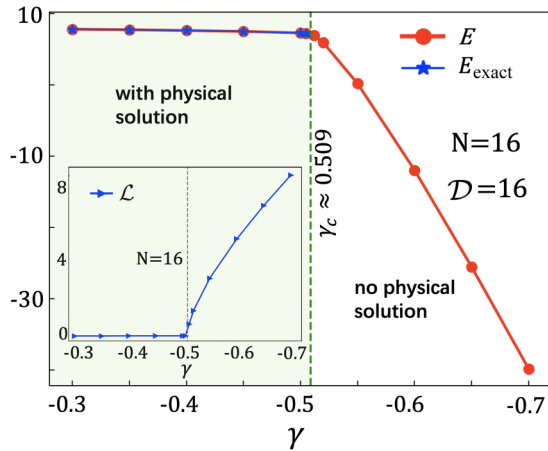 10
-10
-30
E
E exact
with physical
solution
N=16
𝒟=16
γc ≈ 0.509
no physical
solution
8
4
0
ℒ
N=16
-0.3 -0.4 -0.5 -0.6 -0.7
γ
-0.3 -0.4 -0.5 -0.6 -0.7
γ